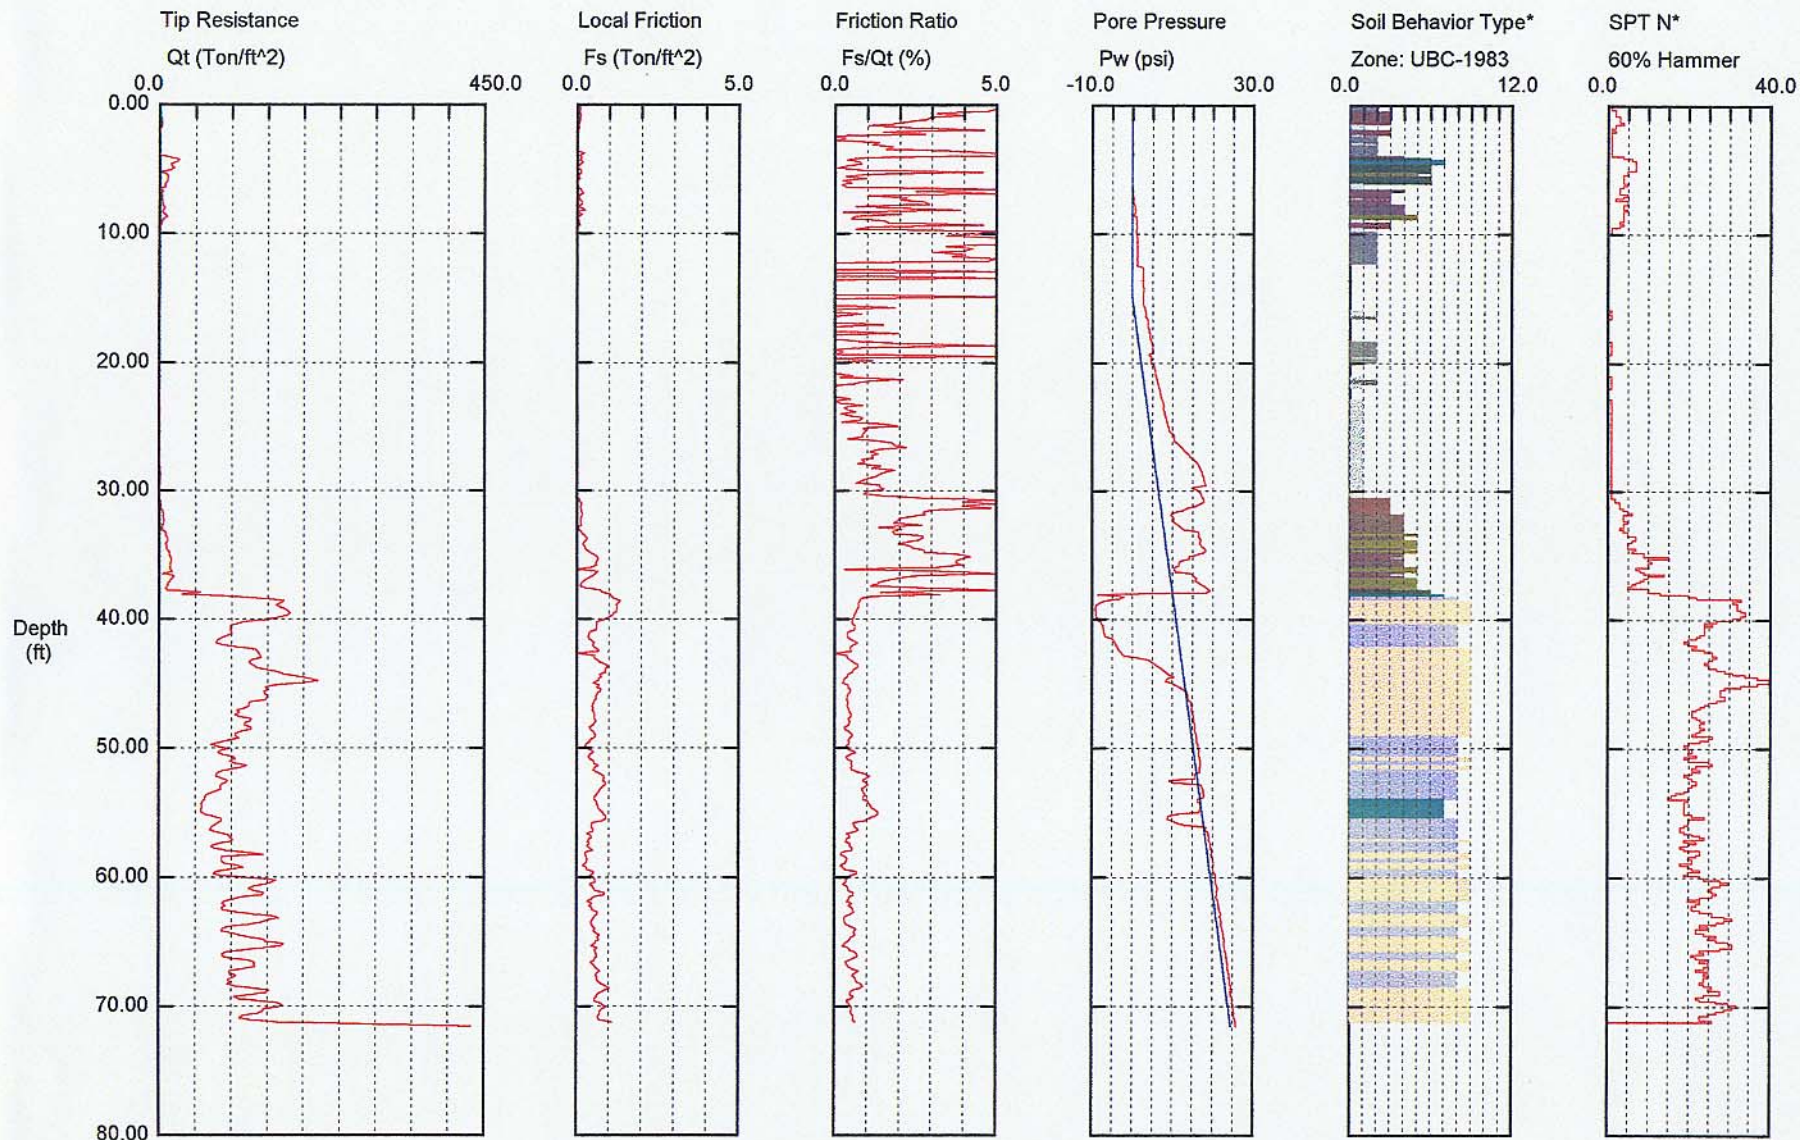 Tip Resistance Local Friction Friction Ratio Pore Pressure Soil Behavior Type* SPT N*
Qt (Ton/ft^2) Fs (Ton/ft^2) Fs/Qt (%) Pw (psi) Zone: UBC-1983 60% Hammer
0.0 450.0 0.0 5.0 0.0 5.0 -10.0 30.0 0.0 12.0 0.0 40.0
0.00
10.00
20.00
30.00
40.00
Depth
(ft)
50.00
60.00
70.00
80.00